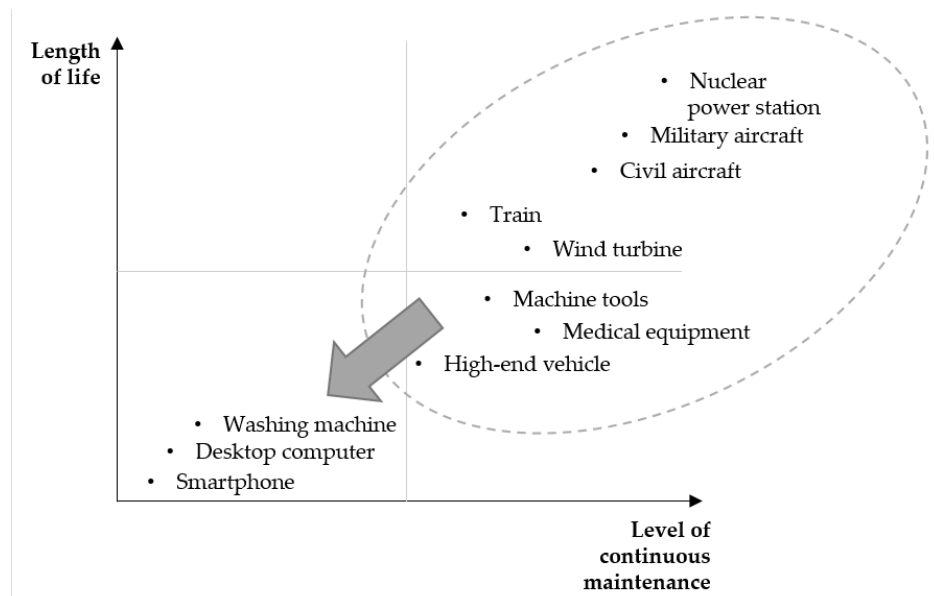 Length
of life
• Nuclear
power station
• Military aircraft
• Civil aircraft
• Train
• Wind turbine
• Machine tools
• Medical equipment
• High-end vehicle
• Washing machine
• Desktop computer
• Smartphone
Level of
continuous
maintenance